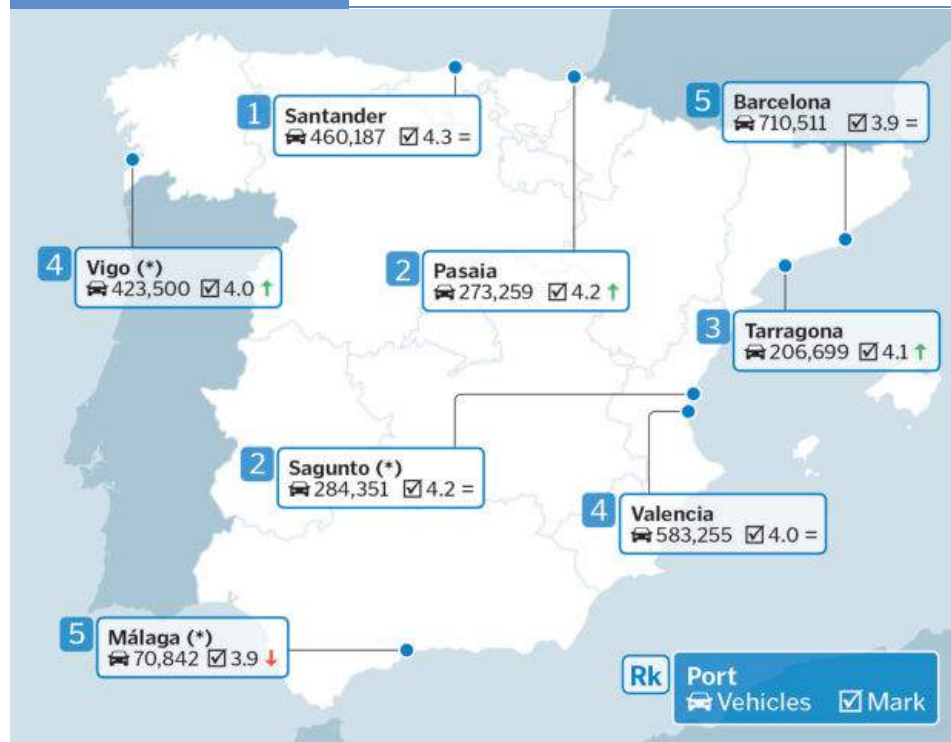 1
Santander
460,187 ☑ 4.3 =
5
Barcelona
710,511 ☑ 3.9 =
4
Vigo (*)
423,500 ☑ 4.0 ↑
2
Pasaia
273,259 ☑ 4.2 ↑
3
Tarragona
206,699 ☑ 4.1 ↑
2
Sagunto (*)
284,351 ☑ 4.2 =
4
Valencia
583,255 ☑ 4.0 =
5
Málaga (*)
70,842 ☑ 3.9 ↓
Rk
Port
Vehicles ☑ Mark